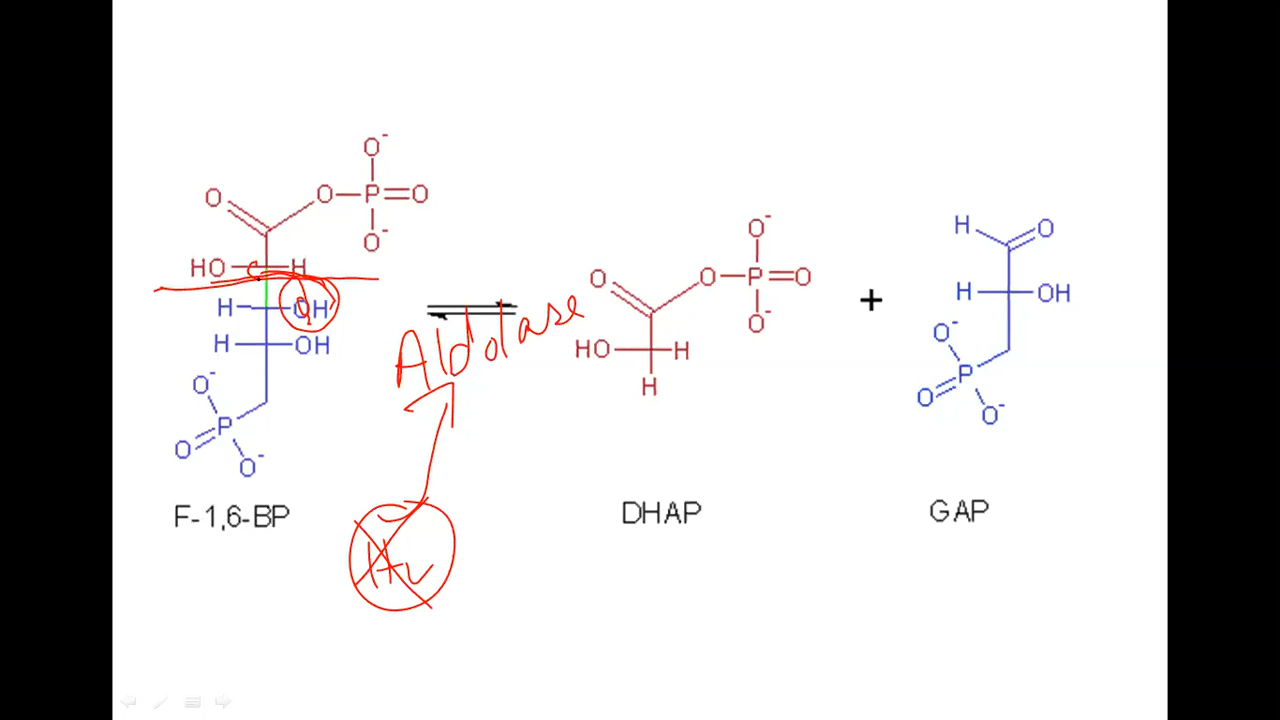 O⁻
O O—P=O
O⁻
HO H
H OH
H OH
O⁻
P
O O⁻
F-1,6-BP
Aldolase
O⁻
O O—P=O
O⁻
HO H
H
DHAP
+
H O
H OH
O⁻
P
O O⁻
GAP